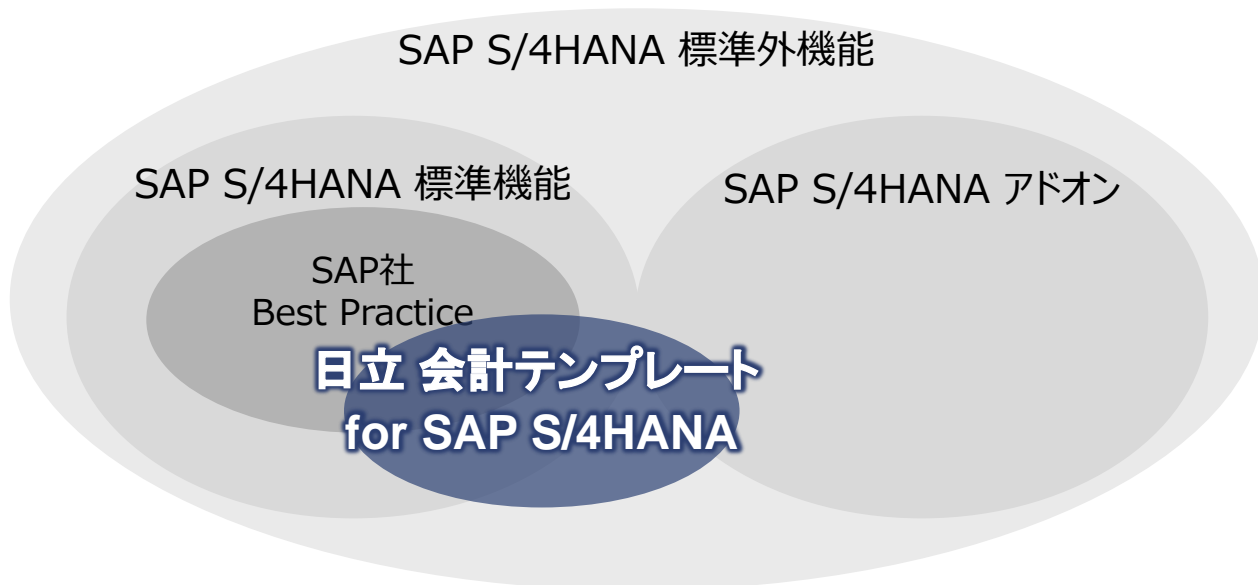 SAP S/4HANA 標準外機能
SAP S/4HANA 標準機能
SAP S/4HANA アドオン
SAP社
Best Practice
日立 会計テンプレート
for SAP S/4HANA